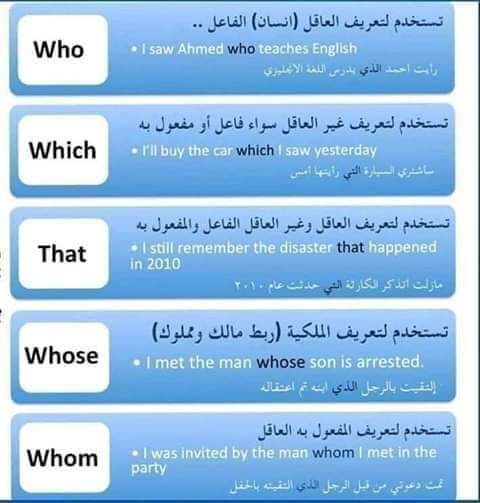 Who
تستخدم لتعريف العاقل (انسان) الفاعل ..
• I saw Ahmed who teaches English
رأيت احمد الذي يدرس اللغة الانجليزي
Which
تستخدم لتعريف غير العاقل سواء فاعل أو مفعول به
• I'll buy the car which I saw yesterday
سأشتري السيارة التي رأيتها أمس
That
تستخدم لتعريف العاقل وغير العاقل الفاعل والمفعول به
• I still remember the disaster that happened
in 2010
مازلت اتذكر الكارثة التي حدثت عام ٢٠١٠
Whose
تستخدم لتعريف الملكية (ربط مالك ومملوك)
• I met the man whose son is arrested.
إلتقيت بالرجل الذي ابنه تم اعتقاله
Whom
تستخدم لتعريف المفعول به العاقل
• I was invited by the man whom I met in the
party
تمت دعوتي من قبل الرجل الذي التقيته بالحفل